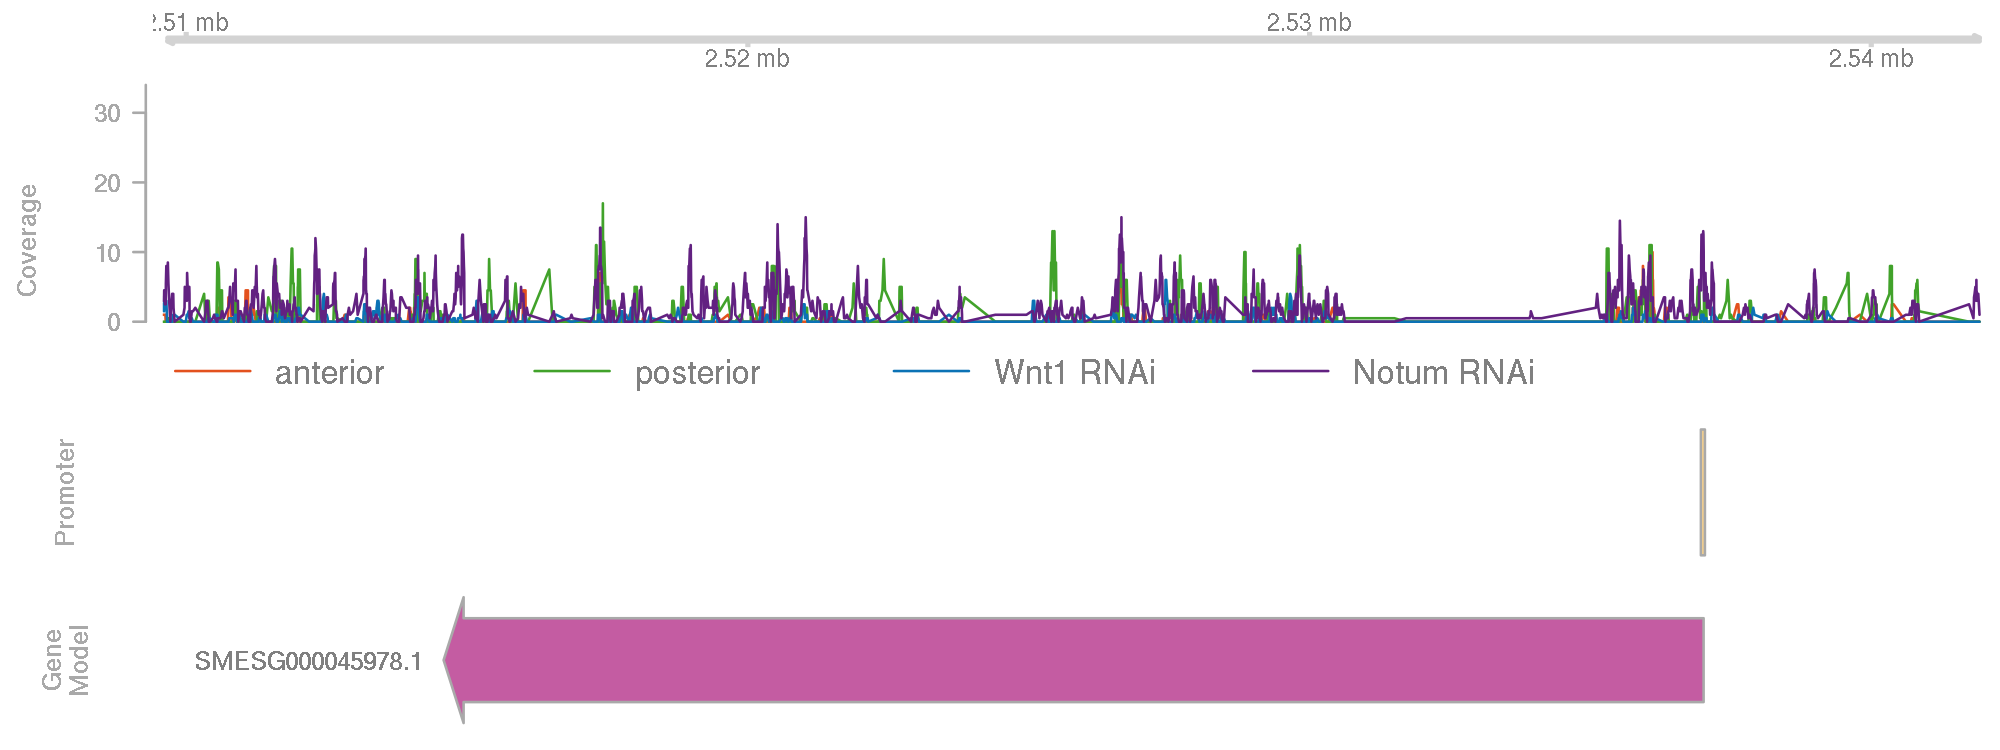 .51 mb
2.53 mb
2.52 mb
2.54 mb
Coverage
30
20
10
0
anterior
posterior
Wnt1 RNAi
Notum RNAi
Promoter
Gene
Model
SMESG000045978.1